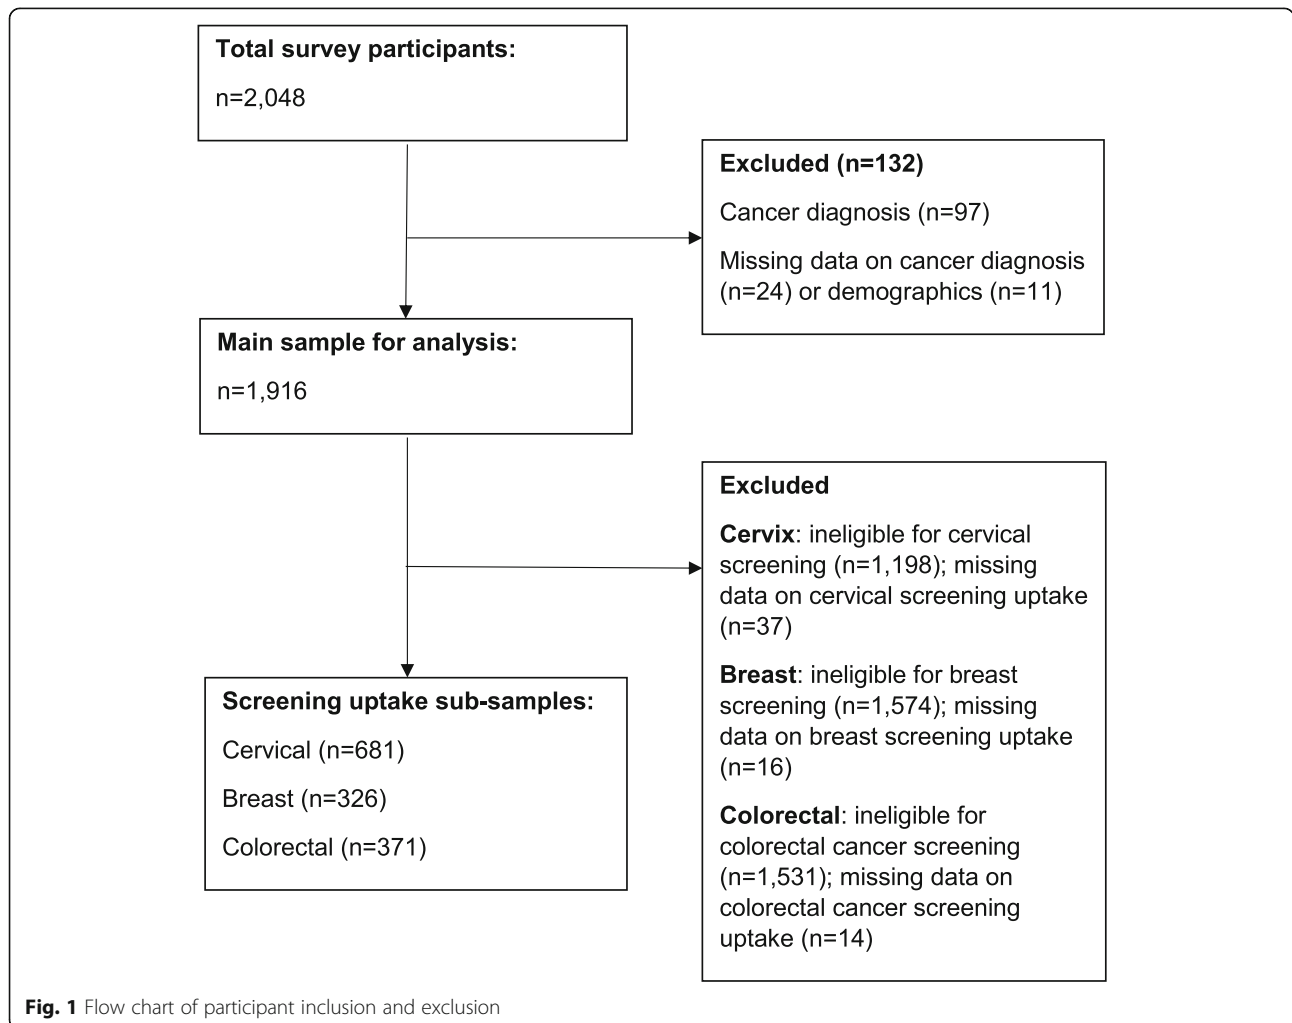 Total survey participants:
n=2,048
Excluded (n=132)
Cancer diagnosis (n=97)
Missing data on cancer diagnosis
(n=24) or demographics (n=11)
Main sample for analysis:
n=1,916
Excluded
Cervix: ineligible for cervical
screening (n=1,198); missing
data on cervical screening uptake
(n=37)
Breast: ineligible for breast
screening (n=1,574); missing
data on breast screening uptake
(n=16)
Colorectal: ineligible for
colorectal cancer screening
(n=1,531); missing data on
colorectal cancer screening
uptake (n=14)
Screening uptake sub-samples:
Cervical (n=681)
Breast (n=326)
Colorectal (n=371)
Fig. 1 Flow chart of participant inclusion and exclusion